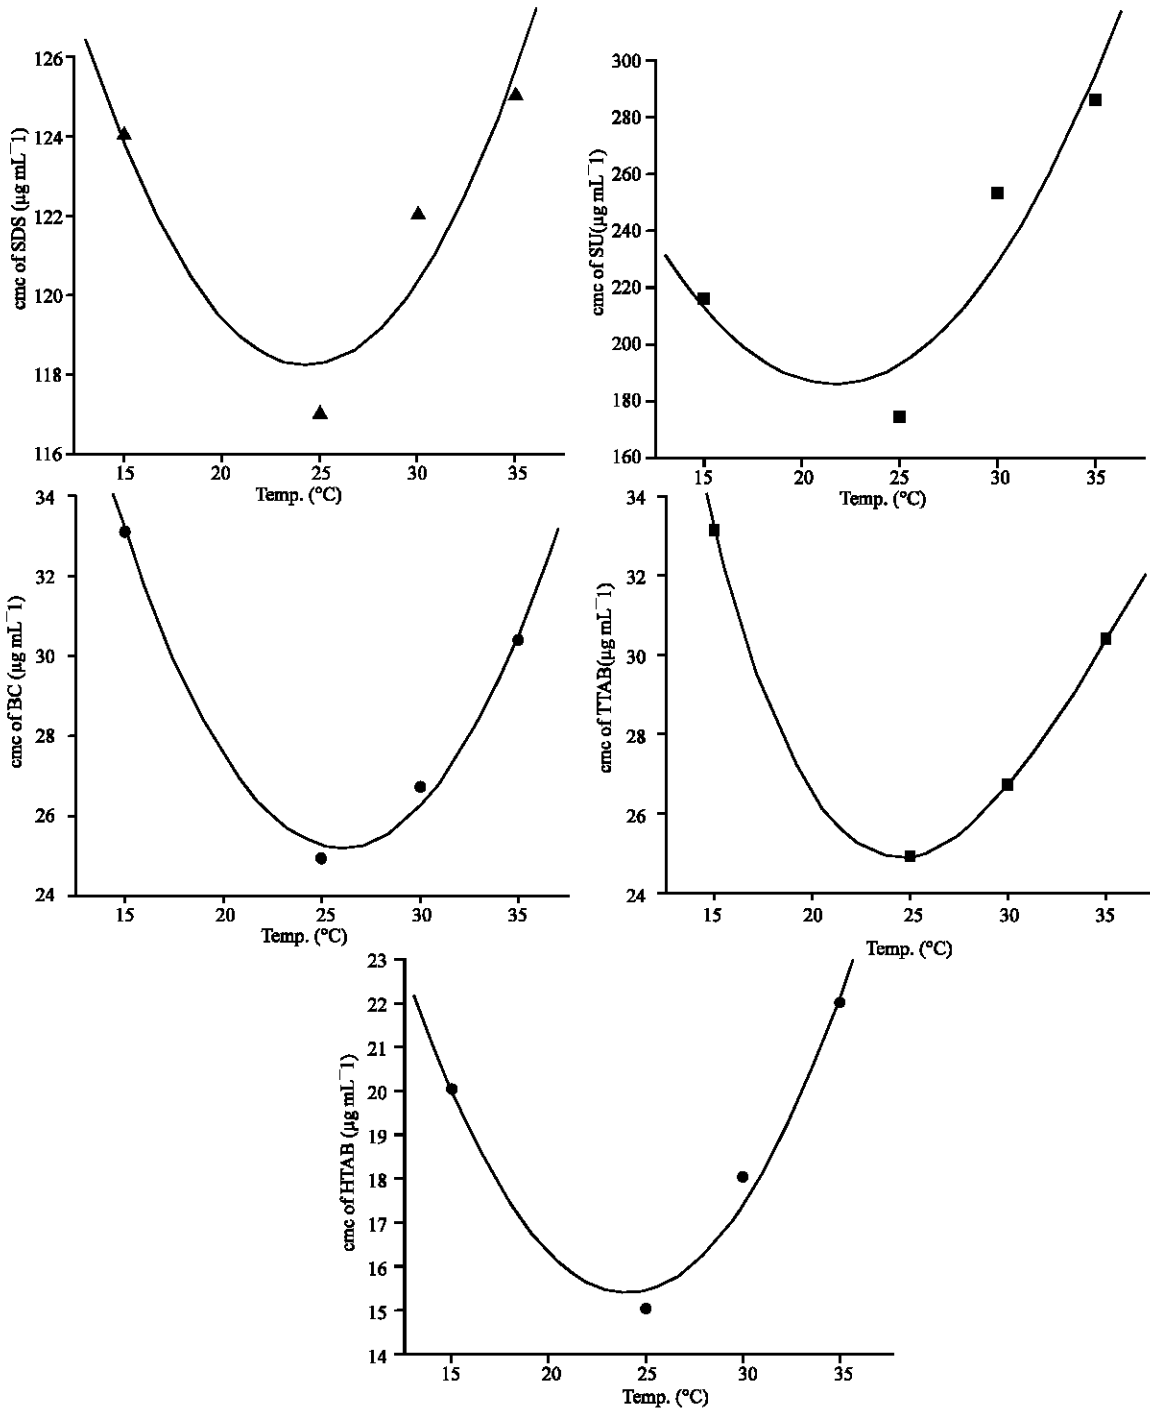 126
124
122
120
118
116
cmc of SDS (µg mL¯1)
15 20 25 30 35
Temp. (°C)
300
280
260
240
220
200
180
160
cmc of SU(µg mL¯1)
15 20 25 30 35
Temp. (°C)
34
32
30
28
26
24
cmc of BC (µg mL¯1)
15 20 25 30 35
Temp. (°C)
34
32
30
28
26
24
cmc of TTAB(µg mL¯1)
15 20 25 30 35
Temp. (°C)
23
22
21
20
19
18
17
16
15
14
cmc of HTAB (µg mL¯1)
15 20 25 30 35
Temp. (°C)